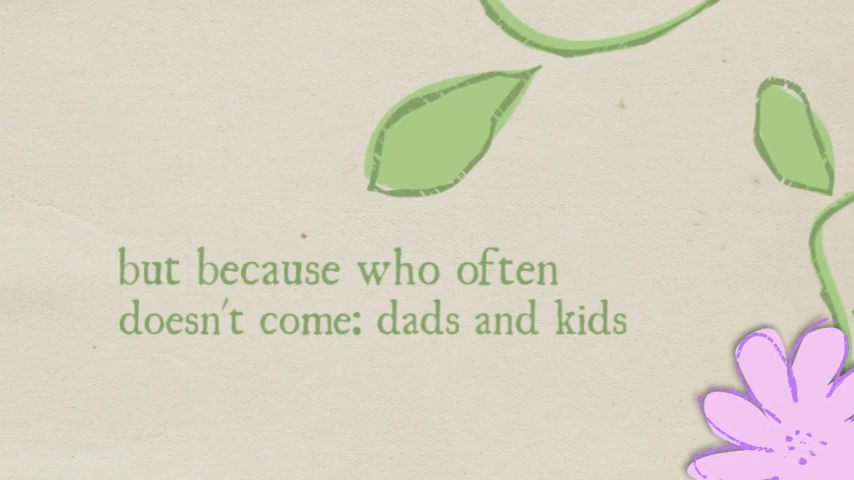 but because who often
doesn't come: dads and kids